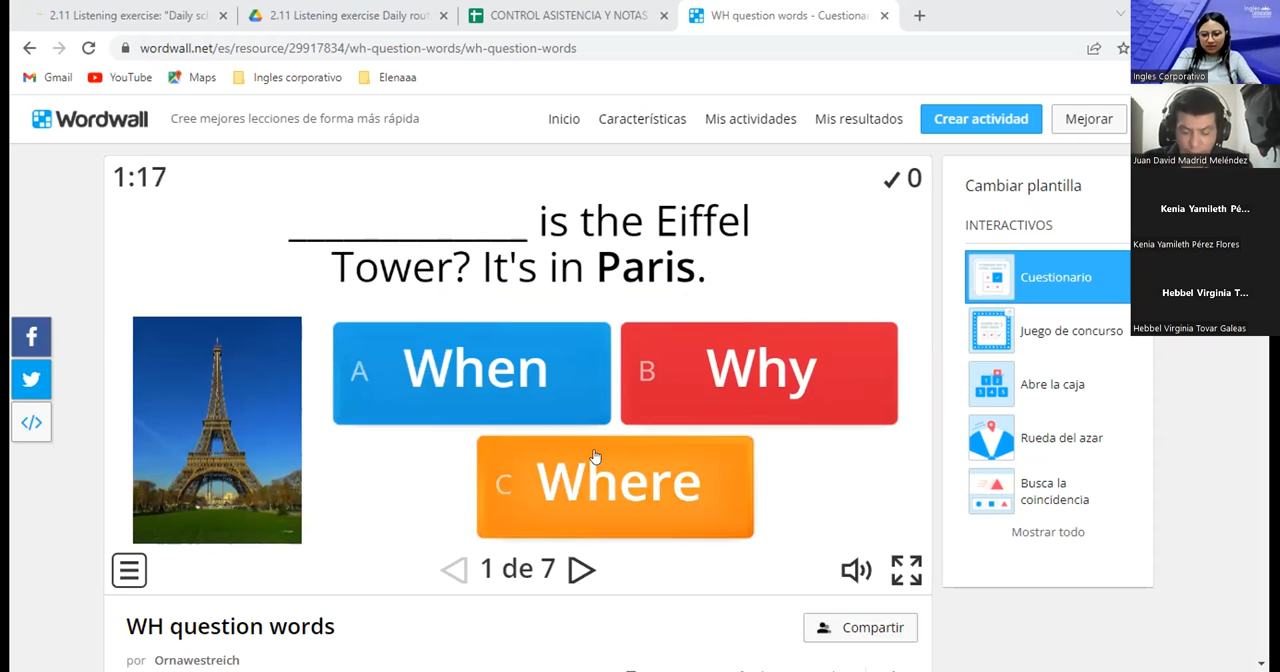 2.11 Listening exercise: "Daily sc
2.11 Listening exercise Daily rout
CONTROL ASISTENCIA Y NOTAS
WH question words - Cuestionar
wordwall.net/es/resource/29917834/wh-question-words/wh-question-words
Gmail
YouTube
Maps
Ingles corporativo
Elenaaa
Wordwall
Cree mejores lecciones de forma más rápida
Inicio
Características
Mis actividades
Mis resultados
Crear actividad
Mejorar
Ingles Corporativo
Juan David Madrid Meléndez
Kenia Yamileth Pé...
Kenia Yamileth Pérez Flores
Hebbel Virginia T...
Hebbel Virginia Tovar Galeas
1:17
0
____________ is the Eiffel
Tower? It's in Paris.
A When
B Why
C Where
1 de 7
Cambiar plantilla
INTERACTIVOS
Cuestionario
Juego de concurso
Abre la caja
Rueda del azar
Busca la
coincidencia
Mostrar todo
WH question words
Compartir
por Ornawestreich